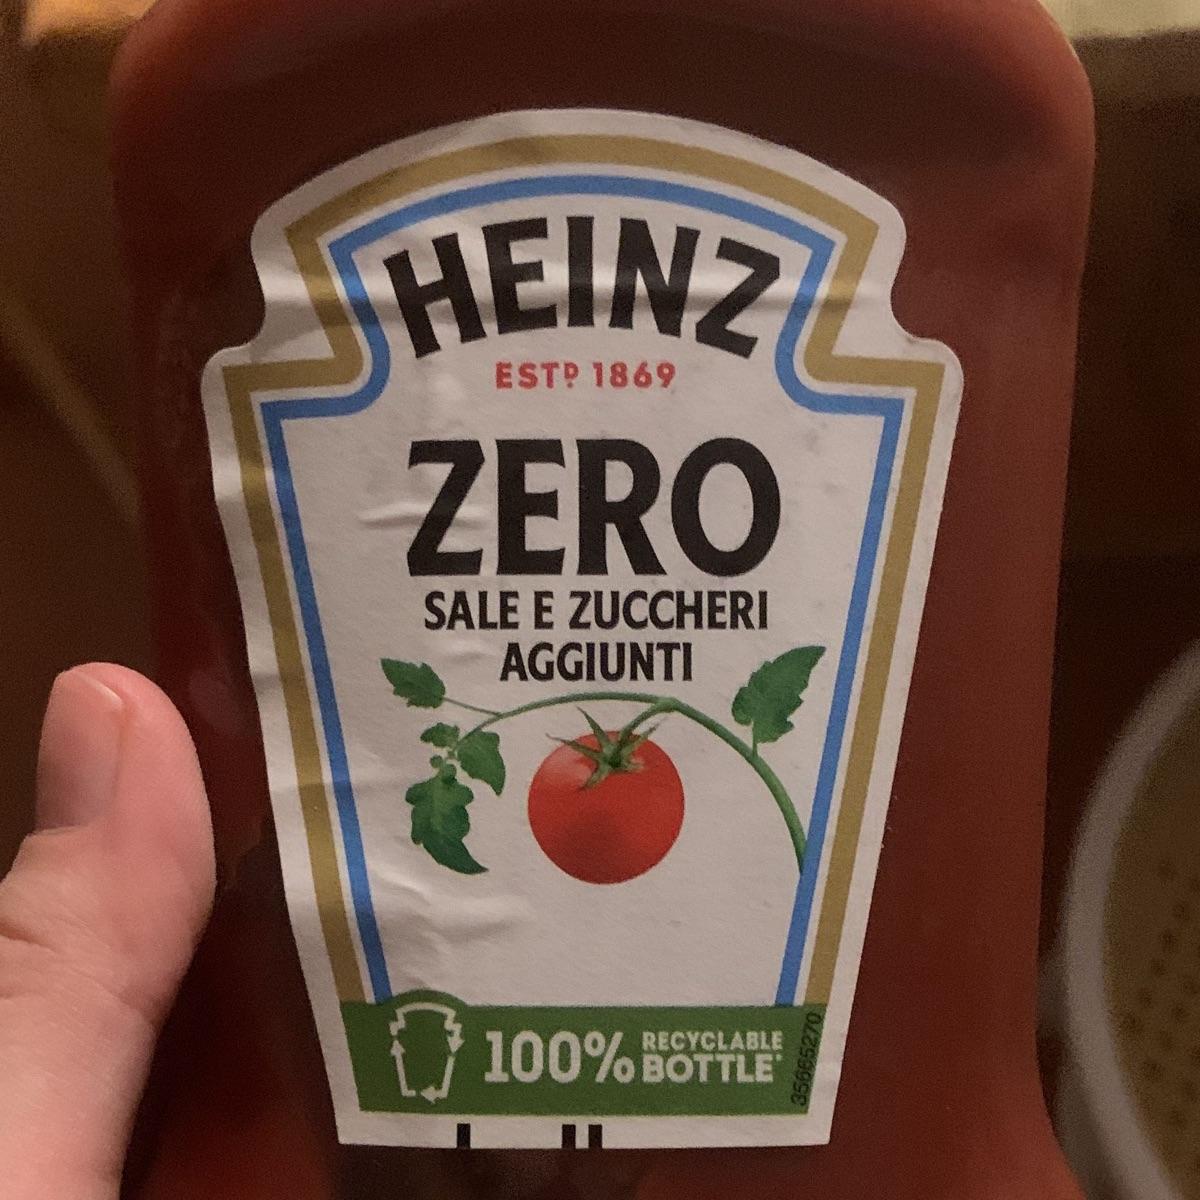 HEINZ
ESTD 1869
ZERO
SALE E ZUCCHERI
AGGIUNTI
100% RECYCLABLE
BOTTLE*
35665270